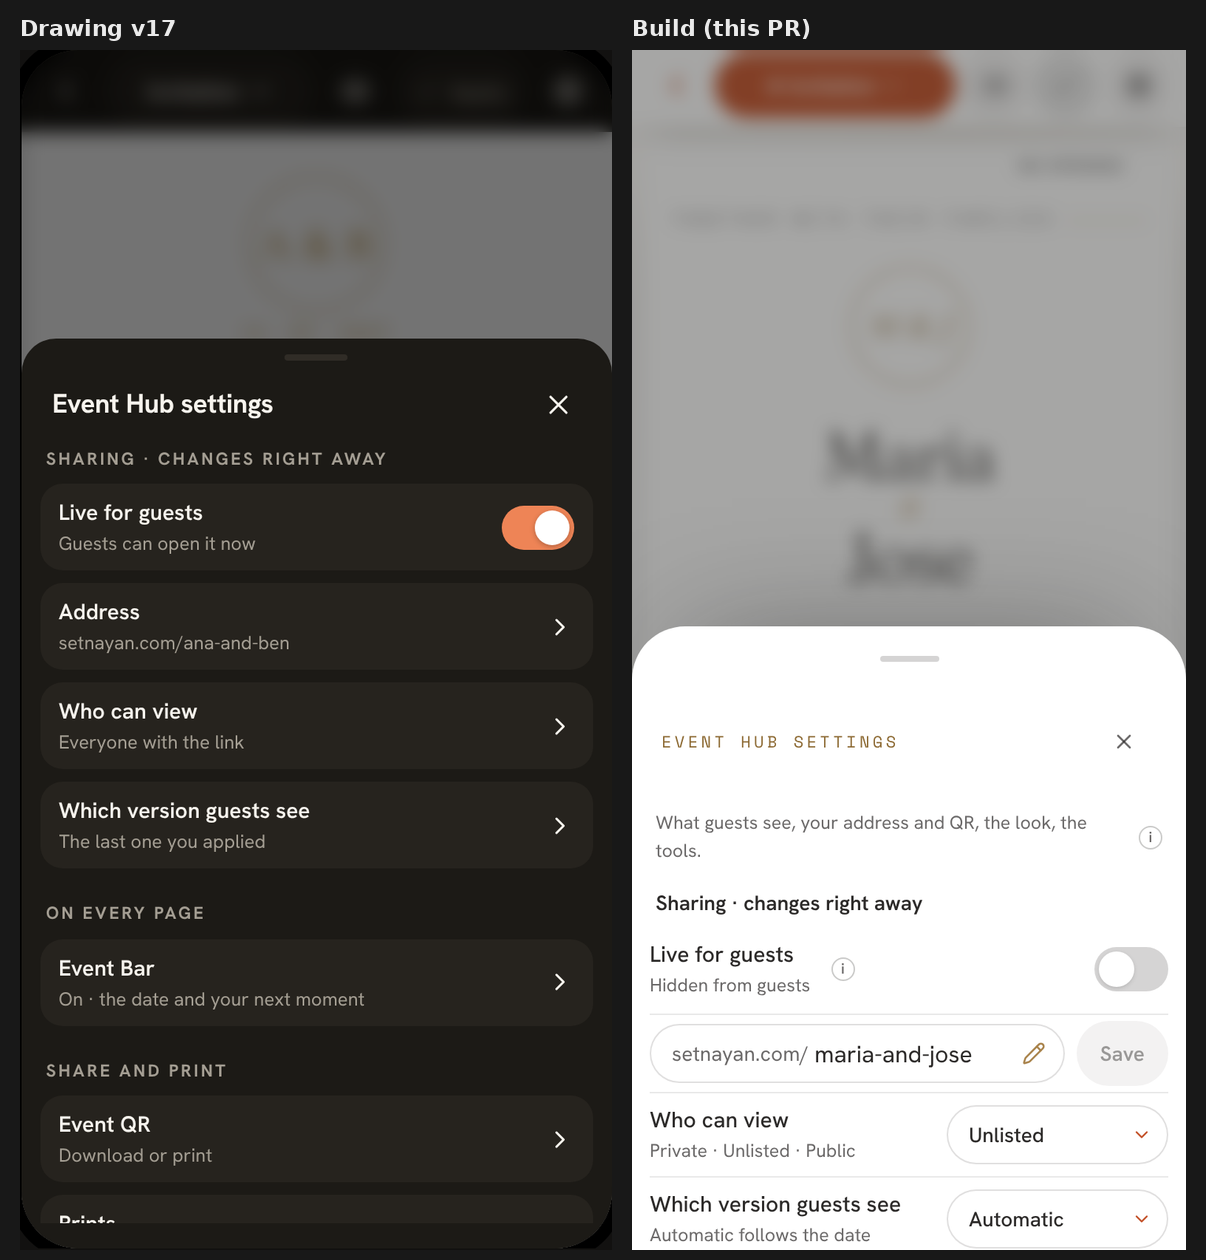 Drawing v17
Event Hub settings
SHARING · CHANGES RIGHT AWAY
Live for guests
Guests can open it now
Address
setnayan.com/ana-and-ben
Who can view
Everyone with the link
Which version guests see
The last one you applied
ON EVERY PAGE
Event Bar
On · the date and your next moment
SHARE AND PRINT
Event QR
Download or print
Prints
Build (this PR)
Maria
Jose
EVENT HUB SETTINGS
What guests see, your address and QR, the look, the
tools.
Sharing · changes right away
Live for guests
Hidden from guests
setnayan.com/ maria-and-jose
Save
Who can view
Private · Unlisted · Public
Unlisted
Which version guests see
Automatic follows the date
Automatic